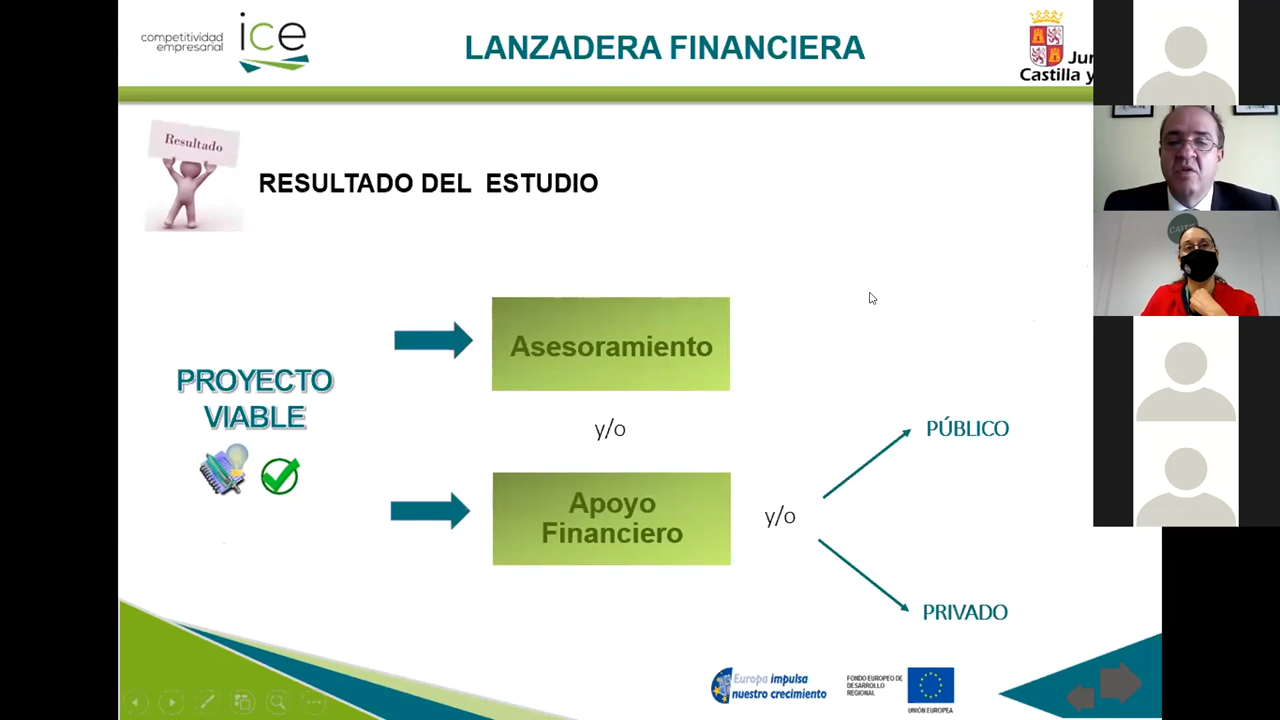 competitividad
empresarial
ice
LANZADERA FINANCIERA
Jun
Castilla y
Resultado
RESULTADO DEL ESTUDIO
Asesoramiento
PROYECTO
VIABLE
y/o
PÚBLICO
Apoyo
Financiero
y/o
PRIVADO
Europa impulsa
nuestro crecimiento
FONDO EUROPEO DE
DESARROLLO
REGIONAL
UNIÓN EUROPEA